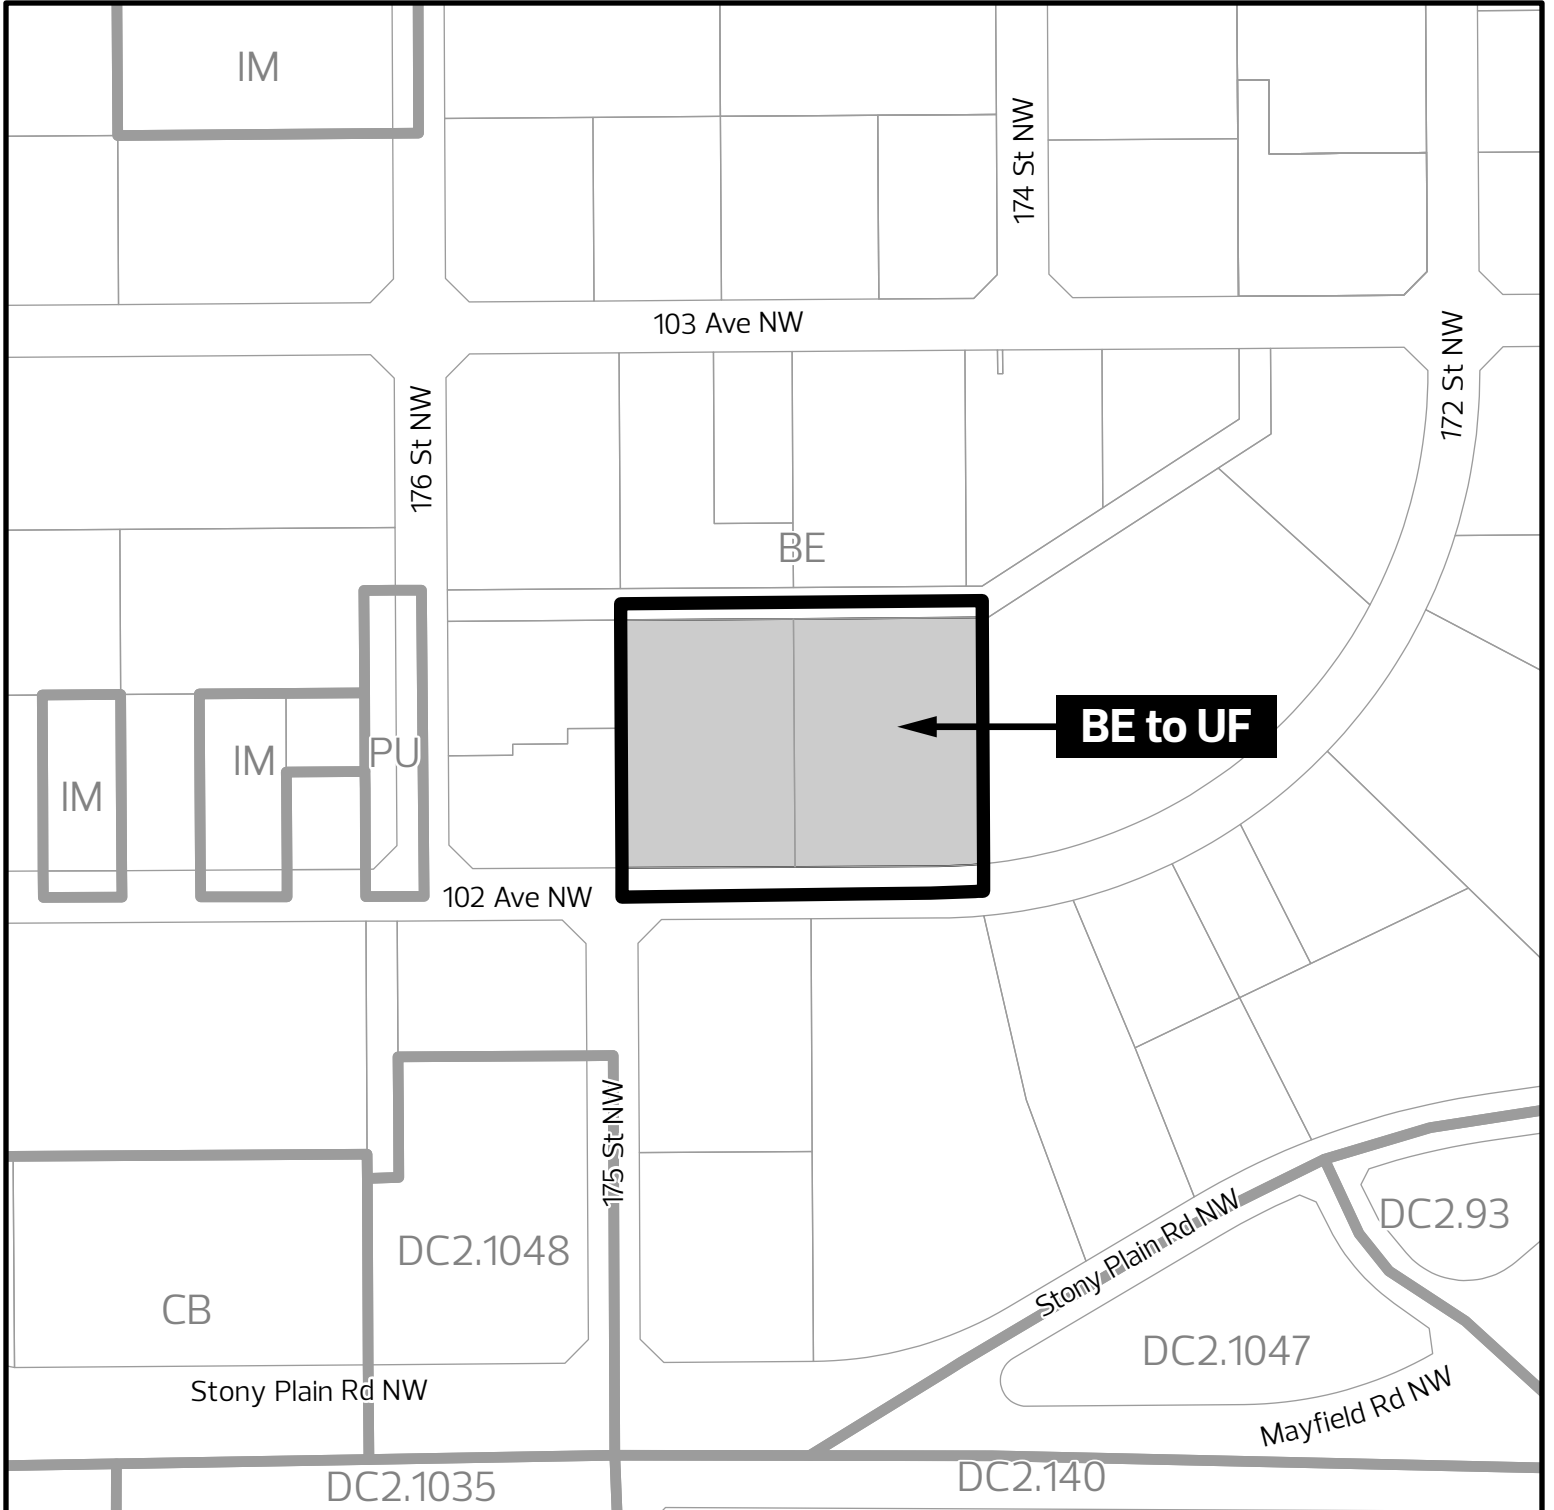 IM
174 St NW
103 Ave NW
172 St NW
176 St NW
BE
BE to UF
PU
IM
IM
102 Ave NW
175 St NW
DC2.93
Stony Plain Rd NW
DC2.1048
CB
DC2.1047
Stony Plain Rd NW
Mayfield Rd NW
DC2.1035
DC2.140